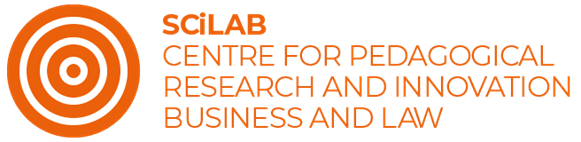 SCiLAB
CENTRE FOR PEDAGOGICAL
RESEARCH AND INNOVATION
BUSINESS AND LAW